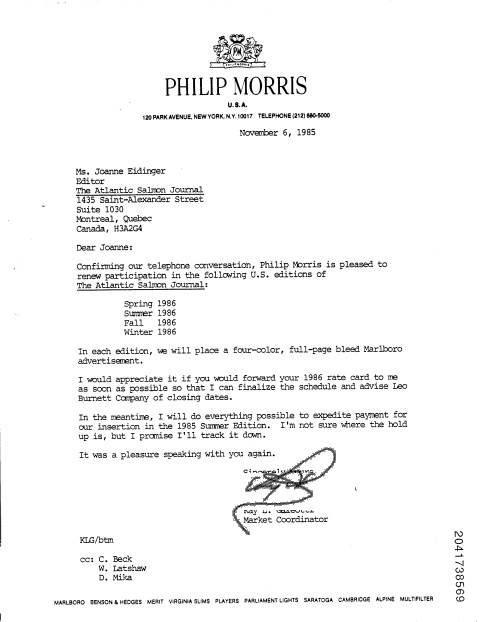 PM
PHILIP MORRIS
U.S.A.
120 PARK AVENUE, NEW YORK, N.Y. 10017 TELEPHONE (212) 880-5000
November 6, 1985
Ms. Joanne Eidinger
Editor
The Atlantic Salmon Journal
1435 Saint-Alexander Street
Suite 1030
Montreal, Quebec
Canada, H3A2G4
Dear Joanne:
Confirming our telephone conversation, Philip Morris is pleased to
renew participation in the following U.S. editions of
The Atlantic Salmon Journal:
Spring 1986
Summer 1986
Fall 1986
Winter 1986
In each edition, we will place a four-color, full-page bleed Marlboro
advertisement.
I would appreciate it if you would forward your 1986 rate card to me
as soon as possible so that I can finalize the schedule and advise Leo
Burnett Company of closing dates.
In the meantime, I will do everything possible to expedite payment for
our insertion in the 1985 Summer Edition. I'm not sure where the hold
up is, but I promise I'll track it down.
It was a pleasure speaking with you again.
Market Coordinator
KLG/btm
cc: C. Beck
W. Latshaw
D. Mika
MARLBORO BENSON & HEDGES MERIT VIRGINIA SLIMS PLAYERS PARLIAMENT LIGHTS SARATOGA CAMBRIDGE ALPINE MULTIFILTER
2041738569